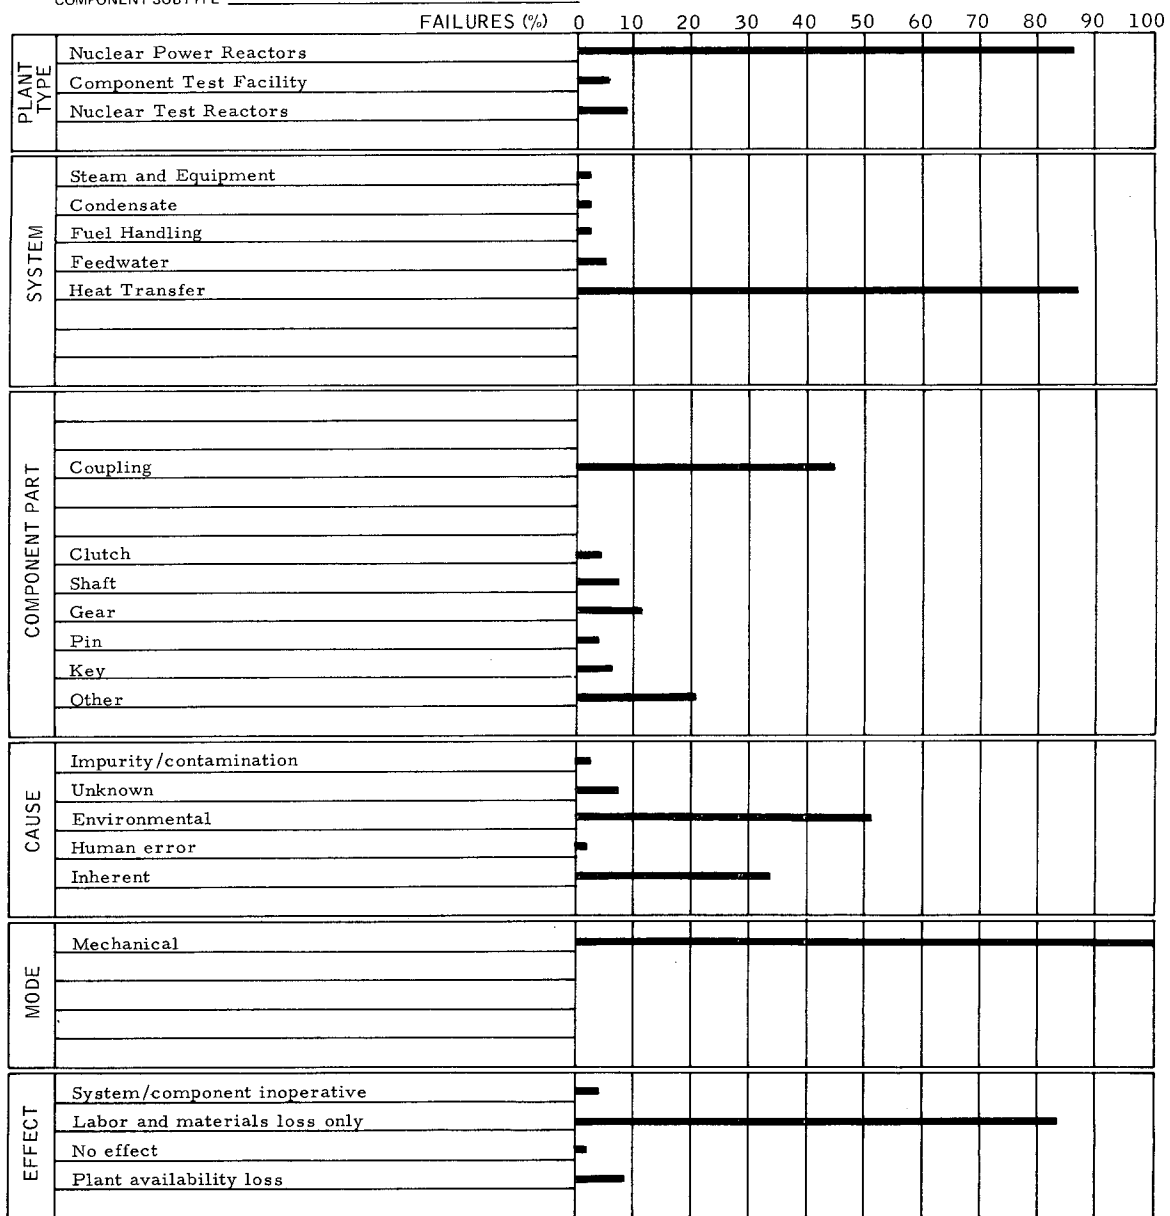 COMPONENT SUBTYPE
FAILURES (%) 0 10 20 30 40 50 60 70 80 90 100
PLANT TYPE
Nuclear Power Reactors
Component Test Facility
Nuclear Test Reactors
SYSTEM
Steam and Equipment
Condensate
Fuel Handling
Feedwater
Heat Transfer
COMPONENT PART
Coupling
Clutch
Shaft
Gear
Pin
Key
Other
CAUSE
Impurity/contamination
Unknown
Environmental
Human error
Inherent
MODE
Mechanical
EFFECT
System/component inoperative
Labor and materials loss only
No effect
Plant availability loss